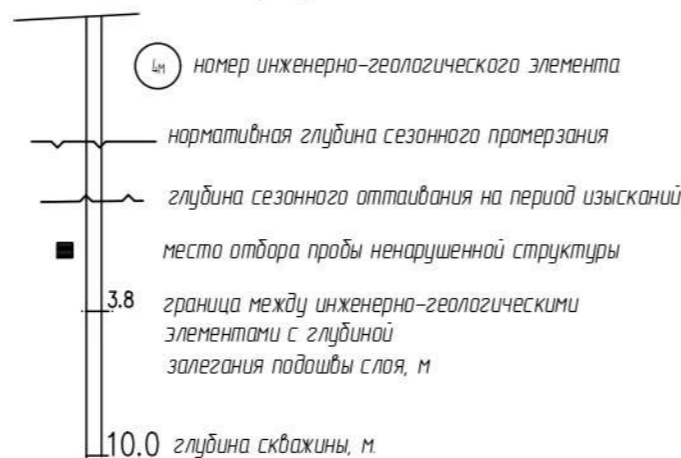 4м номер инженерно-геологического элемента
нормативная глубина сезонного промерзания
глубина сезонного оттаивания на период изысканий
место отбора пробы ненарушенной структуры
3.8 граница между инженерно-геологическими
элементами с глубиной
залегания подошвы слоя, м
10.0 глубина скважины, м.